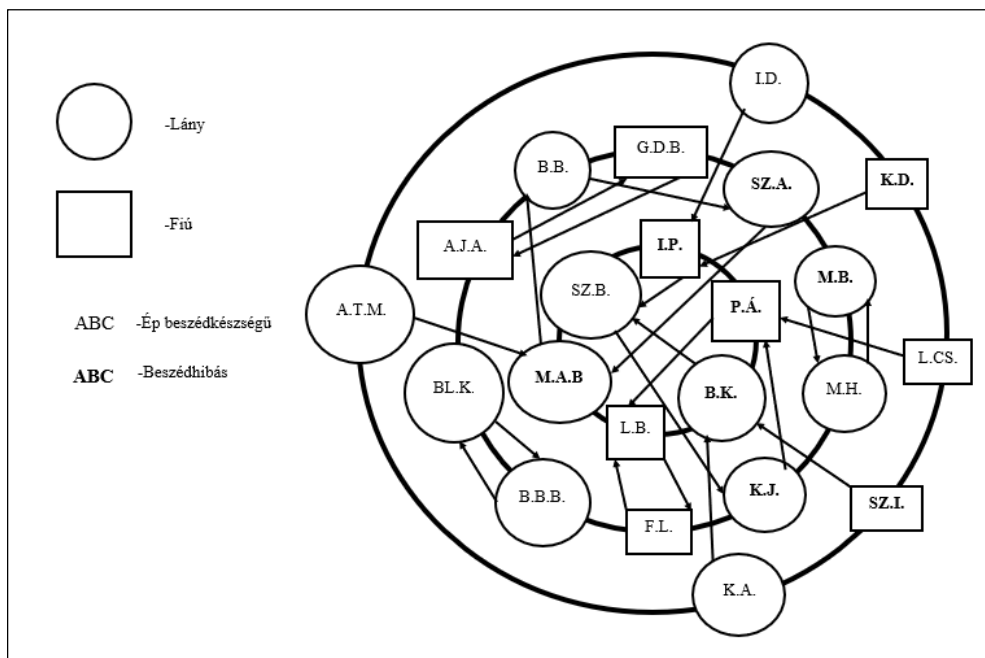 -Lány
-Fiú
ABC -Ép beszédkészségű
ABC -Beszédhibás
I.D.
G.D.B.
B.B.
SZ.A.
K.D.
A.J.A.
I.P.
M.B.
SZ.B.
A.T.M.
P.Á.
L.CS.
M.A.B
BL.K.
B.K.
M.H.
L.B.
B.B.B.
K.J.
SZ.I.
F.L.
K.A.